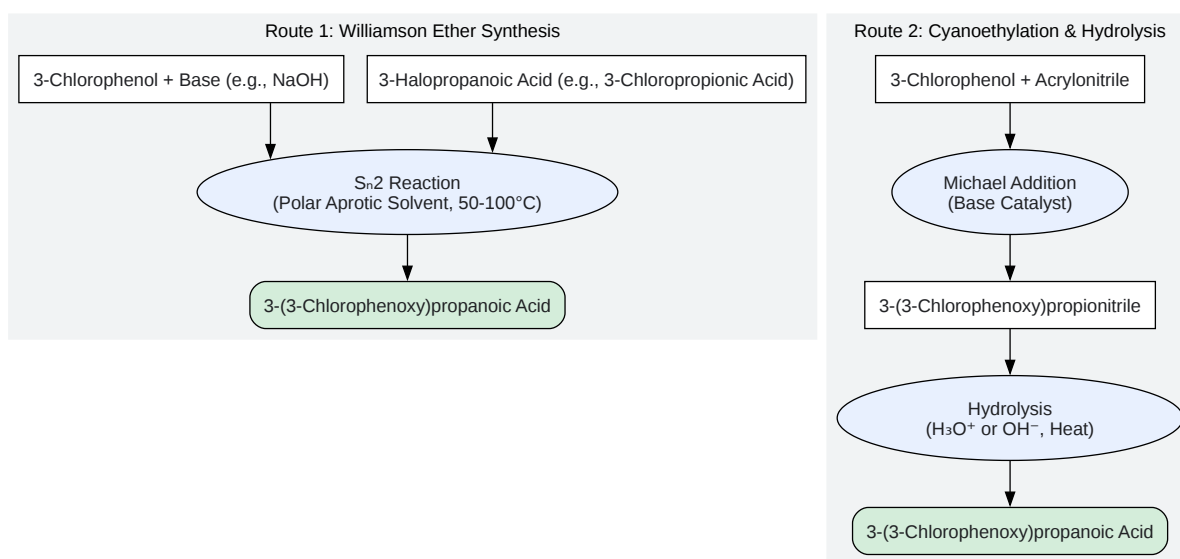 Route 1: Williamson Ether Synthesis
3-Chlorophenol + Base (e.g., NaOH)
3-Halopropanoic Acid (e.g., 3-Chloropropionic Acid)
Sₙ2 Reaction
(Polar Aprotic Solvent, 50-100°C)
3-(3-Chlorophenoxy)propanoic Acid
Route 2: Cyanoethylation & Hydrolysis
3-Chlorophenol + Acrylonitrile
Michael Addition
(Base Catalyst)
3-(3-Chlorophenoxy)propionitrile
Hydrolysis
(H₃O⁺ or OH⁻, Heat)
3-(3-Chlorophenoxy)propanoic Acid